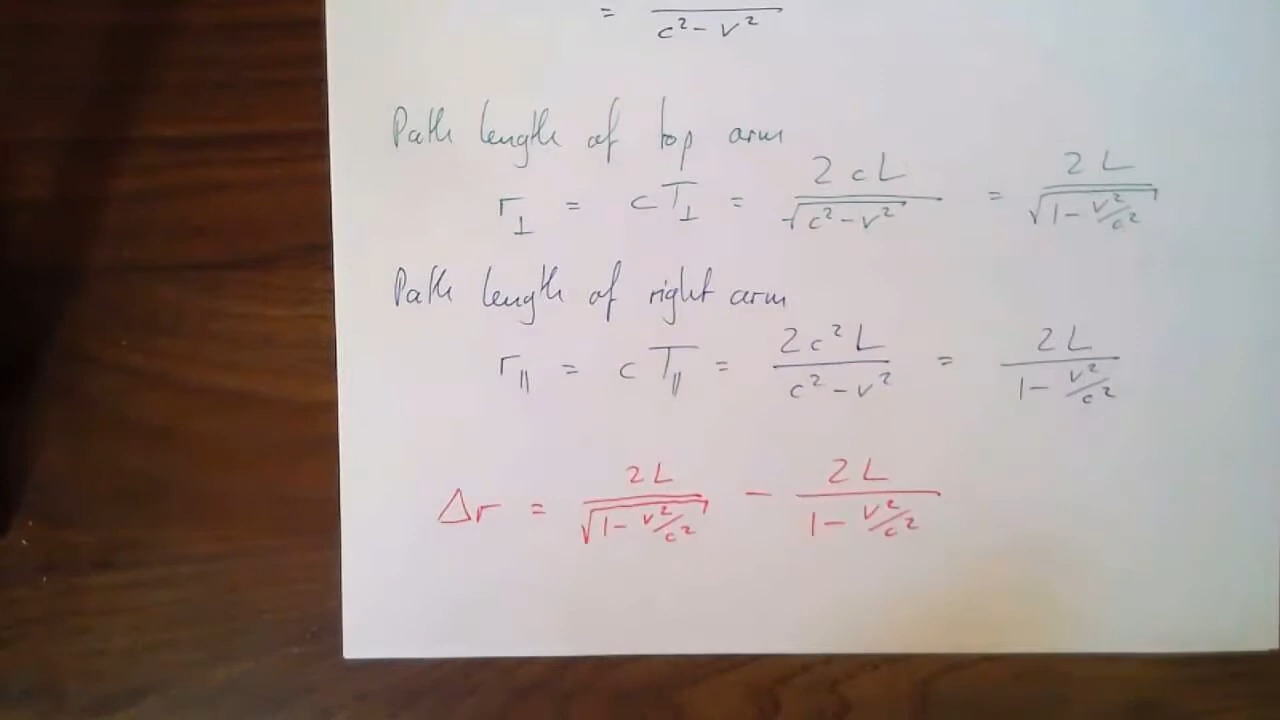 = ――― / c² - v²
Path length of top arm
r⊥ = cT⊥ = 2cL / √(c² - v²) = 2L / √(1 - v²/c²)
Path length of right arm
r∥ = cT∥ = 2c²L / (c² - v²) = 2L / (1 - v²/c²)
Δr = 2L / √(1 - v²/c²) - 2L / (1 - v²/c²)